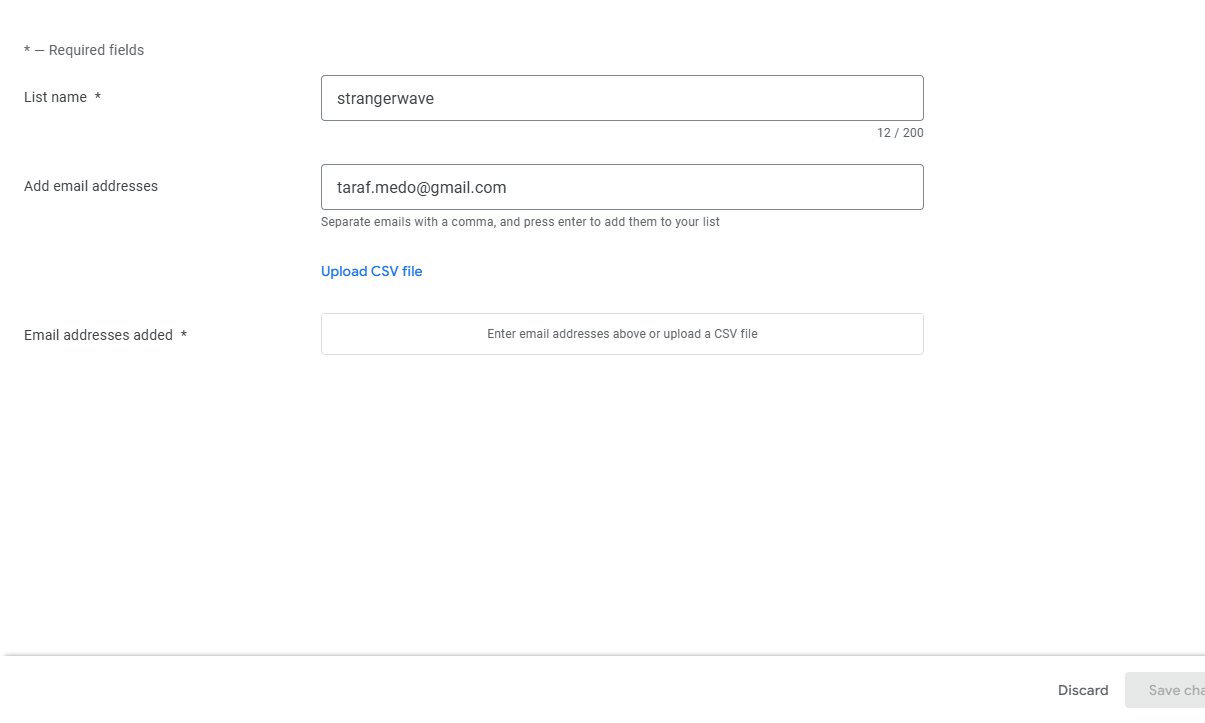 * — Required fields
List name *
strangerwave
12 / 200
Add email addresses
taraf.medo@gmail.com
Separate emails with a comma, and press enter to add them to your list
Upload CSV file
Email addresses added *
Enter email addresses above or upload a CSV file
Discard
Save cha